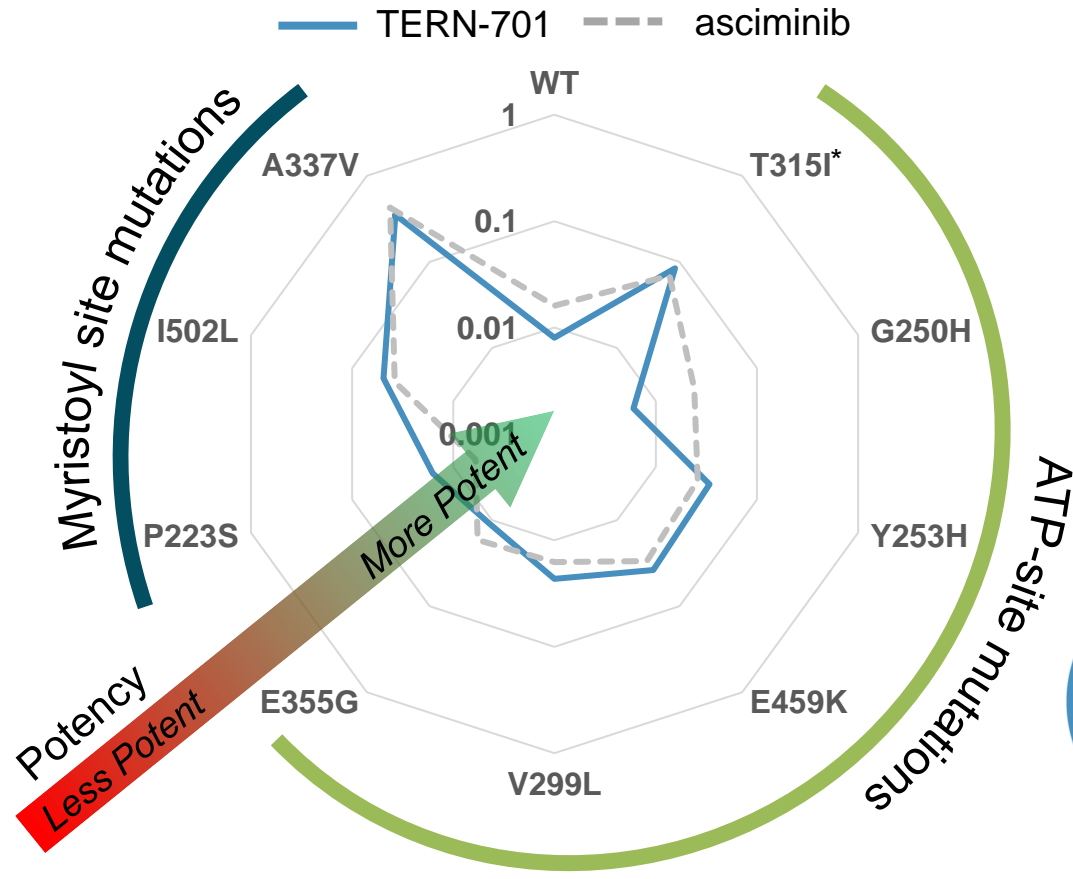 TERN-701
asciminib
WT
1
0.1
0.01
0.001
T315I*
G250H
Y253H
E459K
V299L
E355G
P223S
I502L
A337V
Myristoyl site mutations
ATP-site mutations
Potency
Less Potent
More Potent